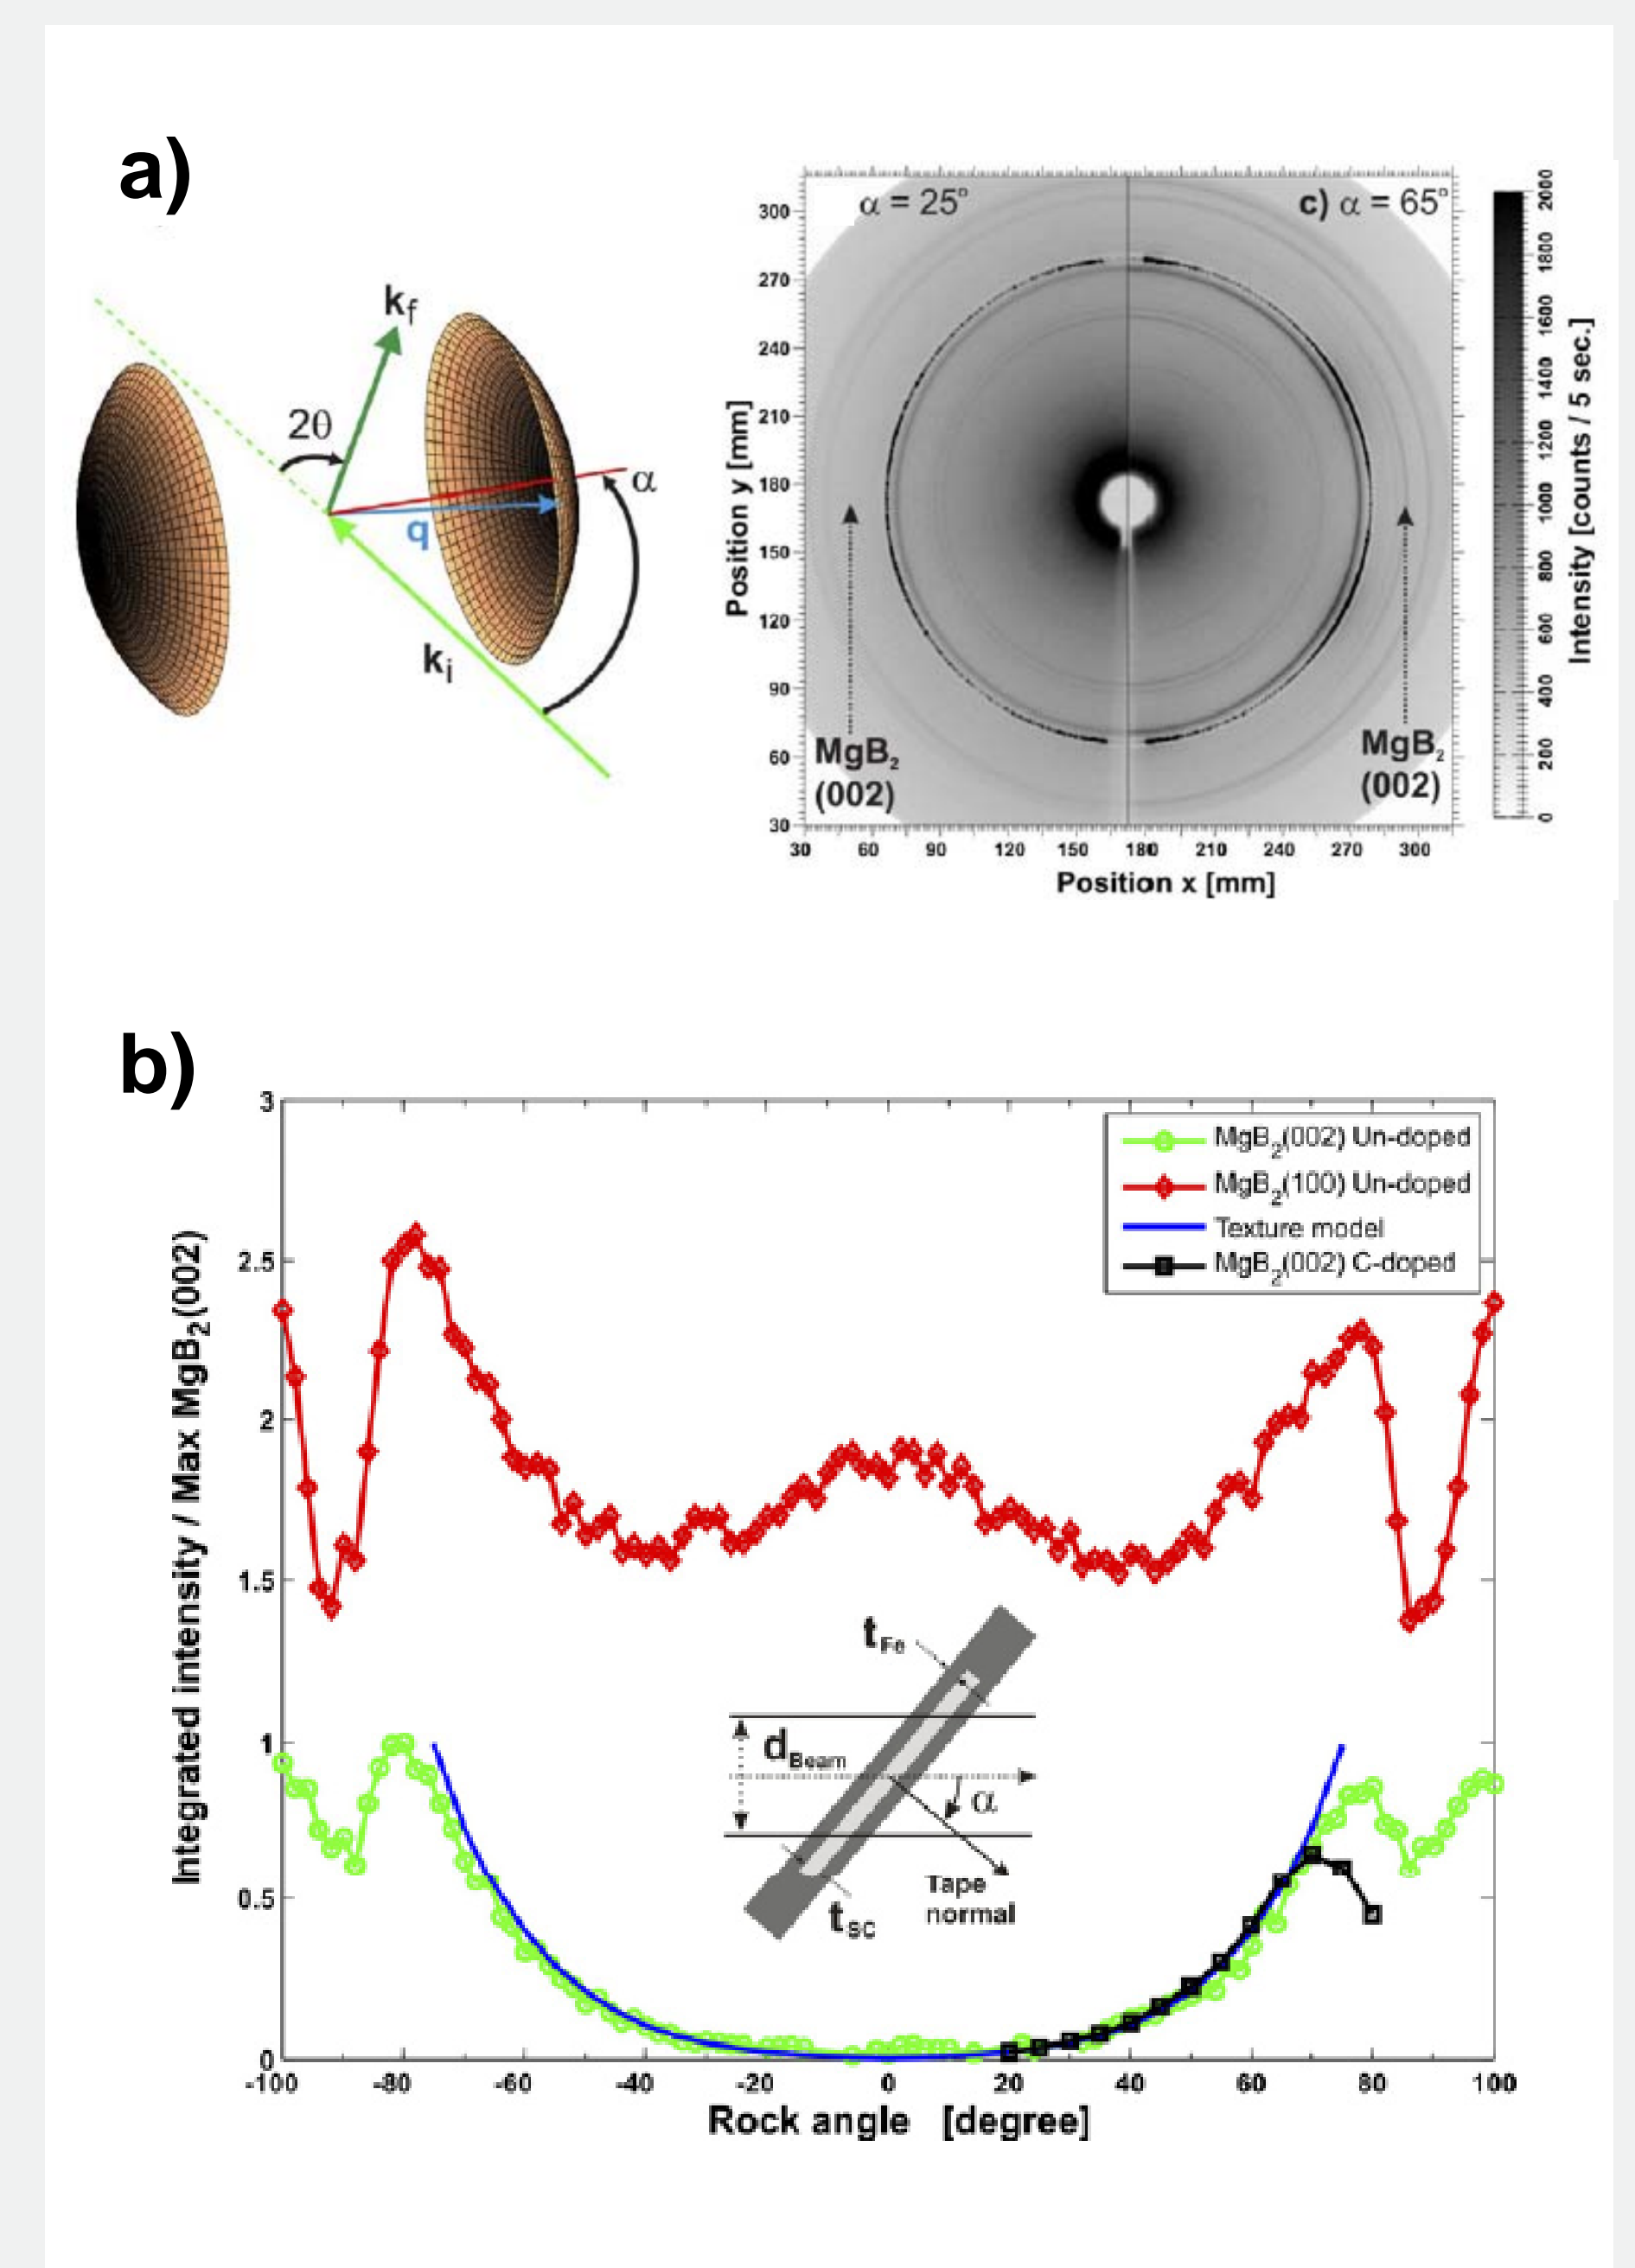 a)
k_f
2θ
α
q
k_i
α = 25°
c) α = 65°
300
270
240
210
180
150
120
90
60
30
Position y [mm]
MgB₂
(002)
MgB₂
(002)
30 60 90 120 150 180 210 240 270 300
Position x [mm]
2000
1800
1600
1400
1200
1000
800
600
400
200
0
Intensity [counts / 5 sec.]
b)
3
2.5
2
1.5
1
0.5
0
Integrated intensity / Max MgB₂(002)
MgB₂(002) Un-doped
MgB₂(100) Un-doped
Texture model
MgB₂(002) C-doped
t_Fe
d_Beam
α
Tape
normal
t_SC
-100 -80 -60 -40 -20 0 20 40 60 80 100
Rock angle [degree]